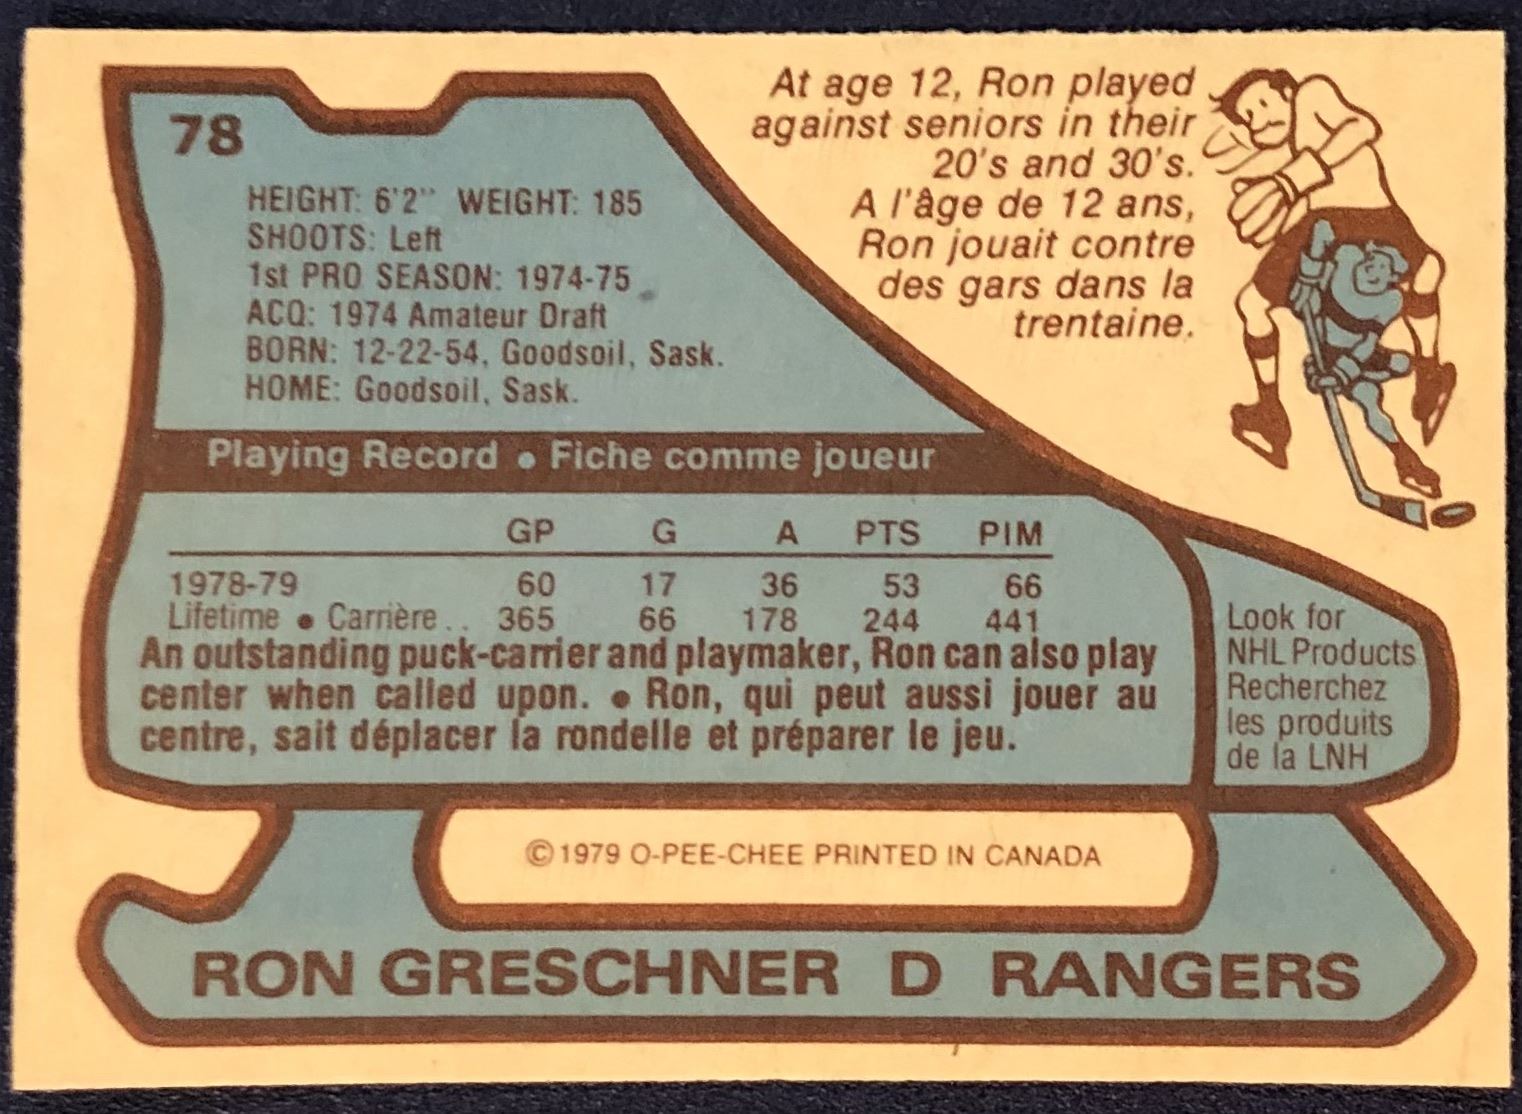 78
At age 12, Ron played
against seniors in their
20's and 30's.
A l'âge de 12 ans,
Ron jouait contre
des gars dans la
trentaine.
HEIGHT: 6'2" WEIGHT: 185
SHOOTS: Left
1st PRO SEASON: 1974-75
ACQ: 1974 Amateur Draft
BORN: 12-22-54, Goodsoil, Sask.
HOME: Goodsoil, Sask.
Playing Record • Fiche comme joueur
GP G A PTS PIM
1978-79 60 17 36 53 66
Lifetime • Carrière .. 365 66 178 244 441
An outstanding puck-carrier and playmaker, Ron can also play
center when called upon. • Ron, qui peut aussi jouer au
centre, sait déplacer la rondelle et préparer le jeu.
Look for
NHL Products
Recherchez
les produits
de la LNH
©1979 O-PEE-CHEE PRINTED IN CANADA
RON GRESCHNER D RANGERS